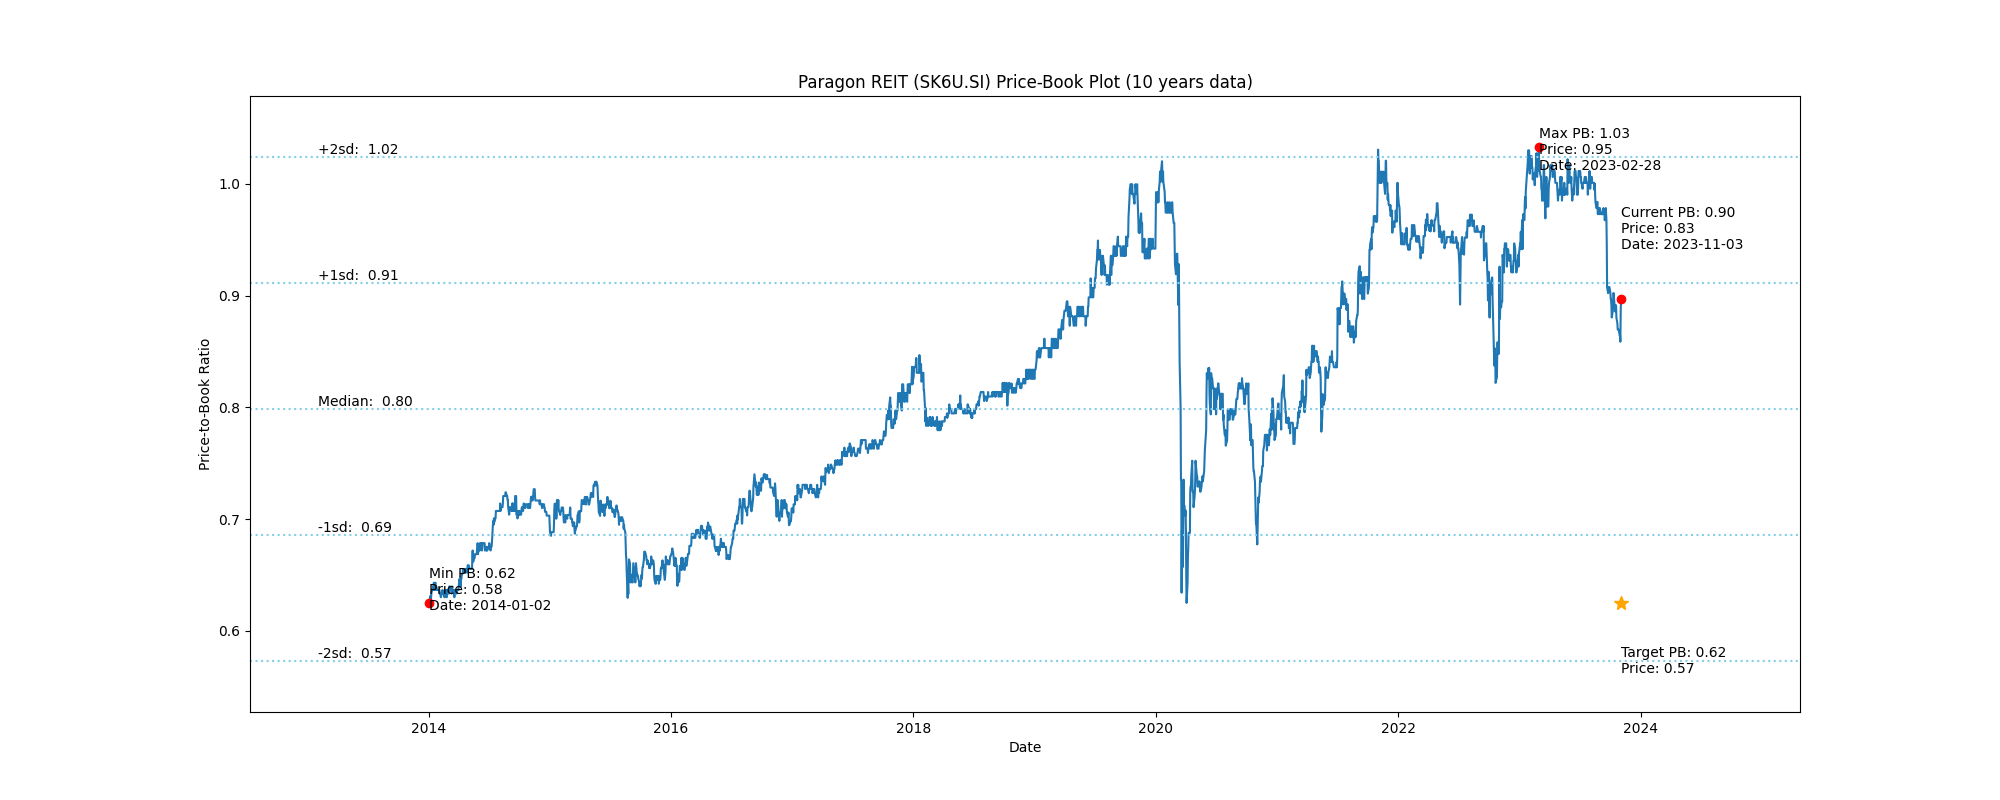 Paragon REIT (SK6U.SI) Price-Book Plot (10 years data)
Max PB: 1.03
Price: 0.95
Date: 2023-02-28
+2sd:  1.02
Current PB: 0.90
Price: 0.83
Date: 2023-11-03
+1sd:  0.91
Median:  0.80
-1sd:  0.69
Min PB: 0.62
Price: 0.58
Date: 2014-01-02
-2sd:  0.57
Target PB: 0.62
Price: 0.57
Price-to-Book Ratio
1.0
0.9
0.8
0.7
0.6
2014 2016 2018 2020 2022 2024
Date